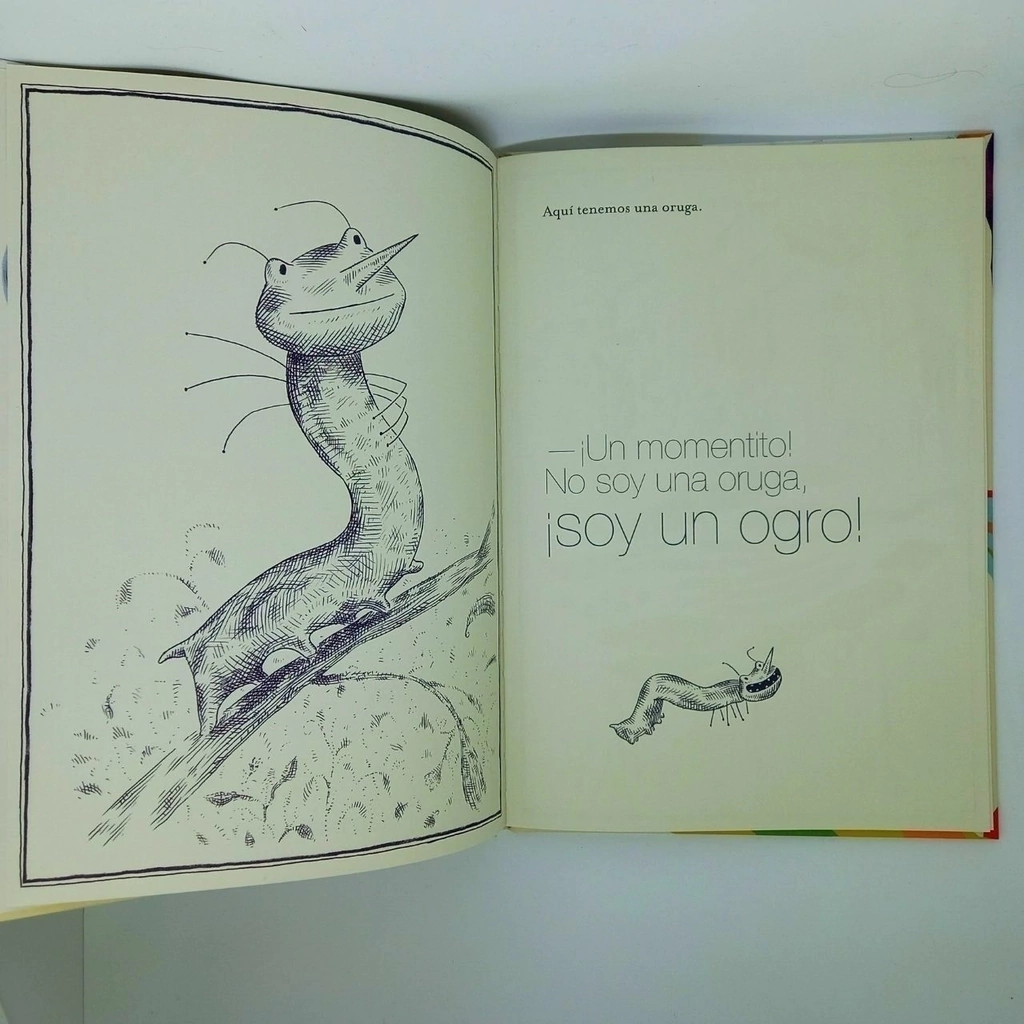 Aquí tenemos una oruga.
—¡Un momentito!
No soy una oruga,
¡soy un ogro!